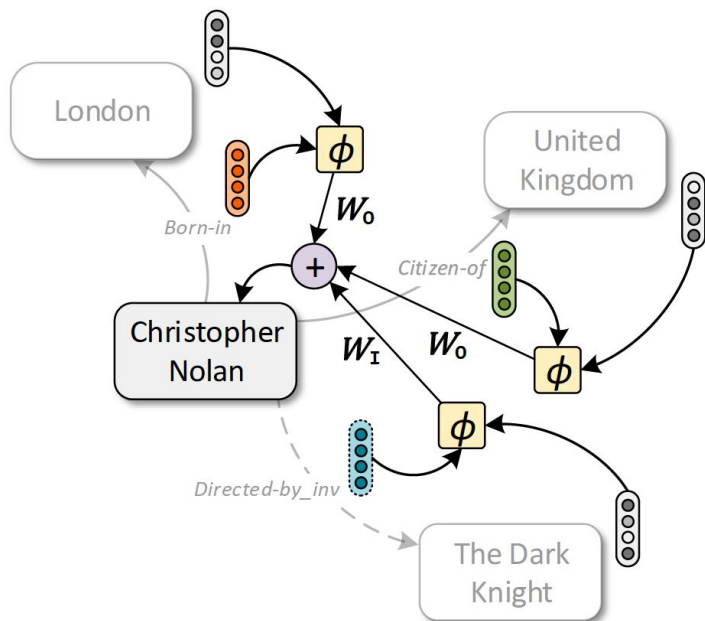 London
ϕ
United
Kingdom
W_O
Born-in
+
Citizen-of
Christopher
Nolan
W_I
W_O
ϕ
ϕ
Directed-by_inv
The Dark
Knight